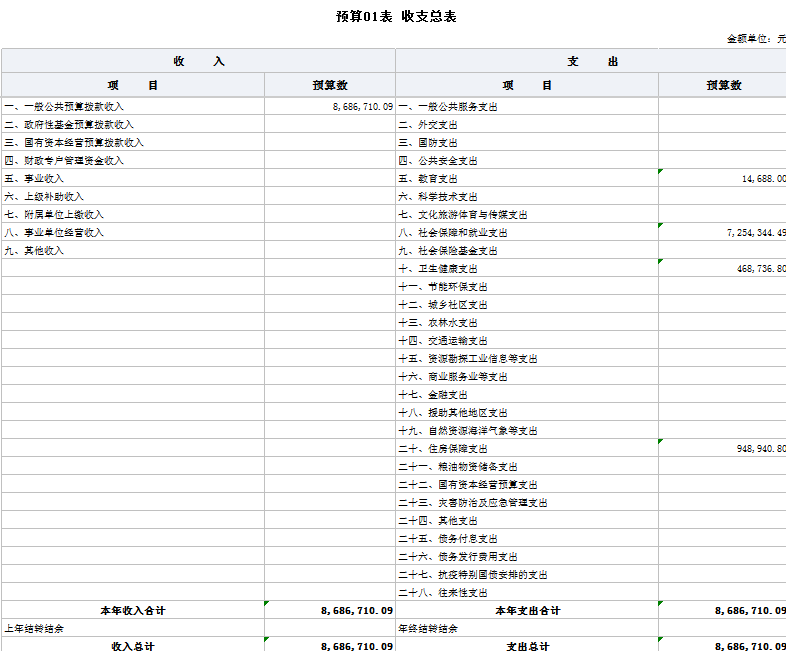 预算01表 收支总表
金额单位：元
收 入 支 出
项 目 预算数 项 目 预算数
一、一般公共预算拨款收入 8,686,710.09 一、一般公共服务支出
二、政府性基金预算拨款收入 二、外交支出
三、国有资本经营预算拨款收入 三、国防支出
四、财政专户管理资金收入 四、公共安全支出
五、事业收入 五、教育支出 14,688.00
六、上级补助收入 六、科学技术支出
七、附属单位上缴收入 七、文化旅游体育与传媒支出
八、事业单位经营收入 八、社会保障和就业支出 7,254,344.49
九、其他收入 九、社会保险基金支出
十、卫生健康支出 468,736.80
十一、节能环保支出
十二、城乡社区支出
十三、农林水支出
十四、交通运输支出
十五、资源勘探工业信息等支出
十六、商业服务业等支出
十七、金融支出
十八、援助其他地区支出
十九、自然资源海洋气象等支出
二十、住房保障支出 948,940.80
二十一、粮油物资储备支出
二十二、国有资本经营预算支出
二十三、灾害防治及应急管理支出
二十四、其他支出
二十五、债务付息支出
二十六、债务发行费用支出
二十七、抗疫特别国债安排的支出
二十八、往来性支出
本年收入合计 8,686,710.09 本年支出合计 8,686,710.09
上年结转结余 年终结转结余
收入总计 8,686,710.09 支出总计 8,686,710.09